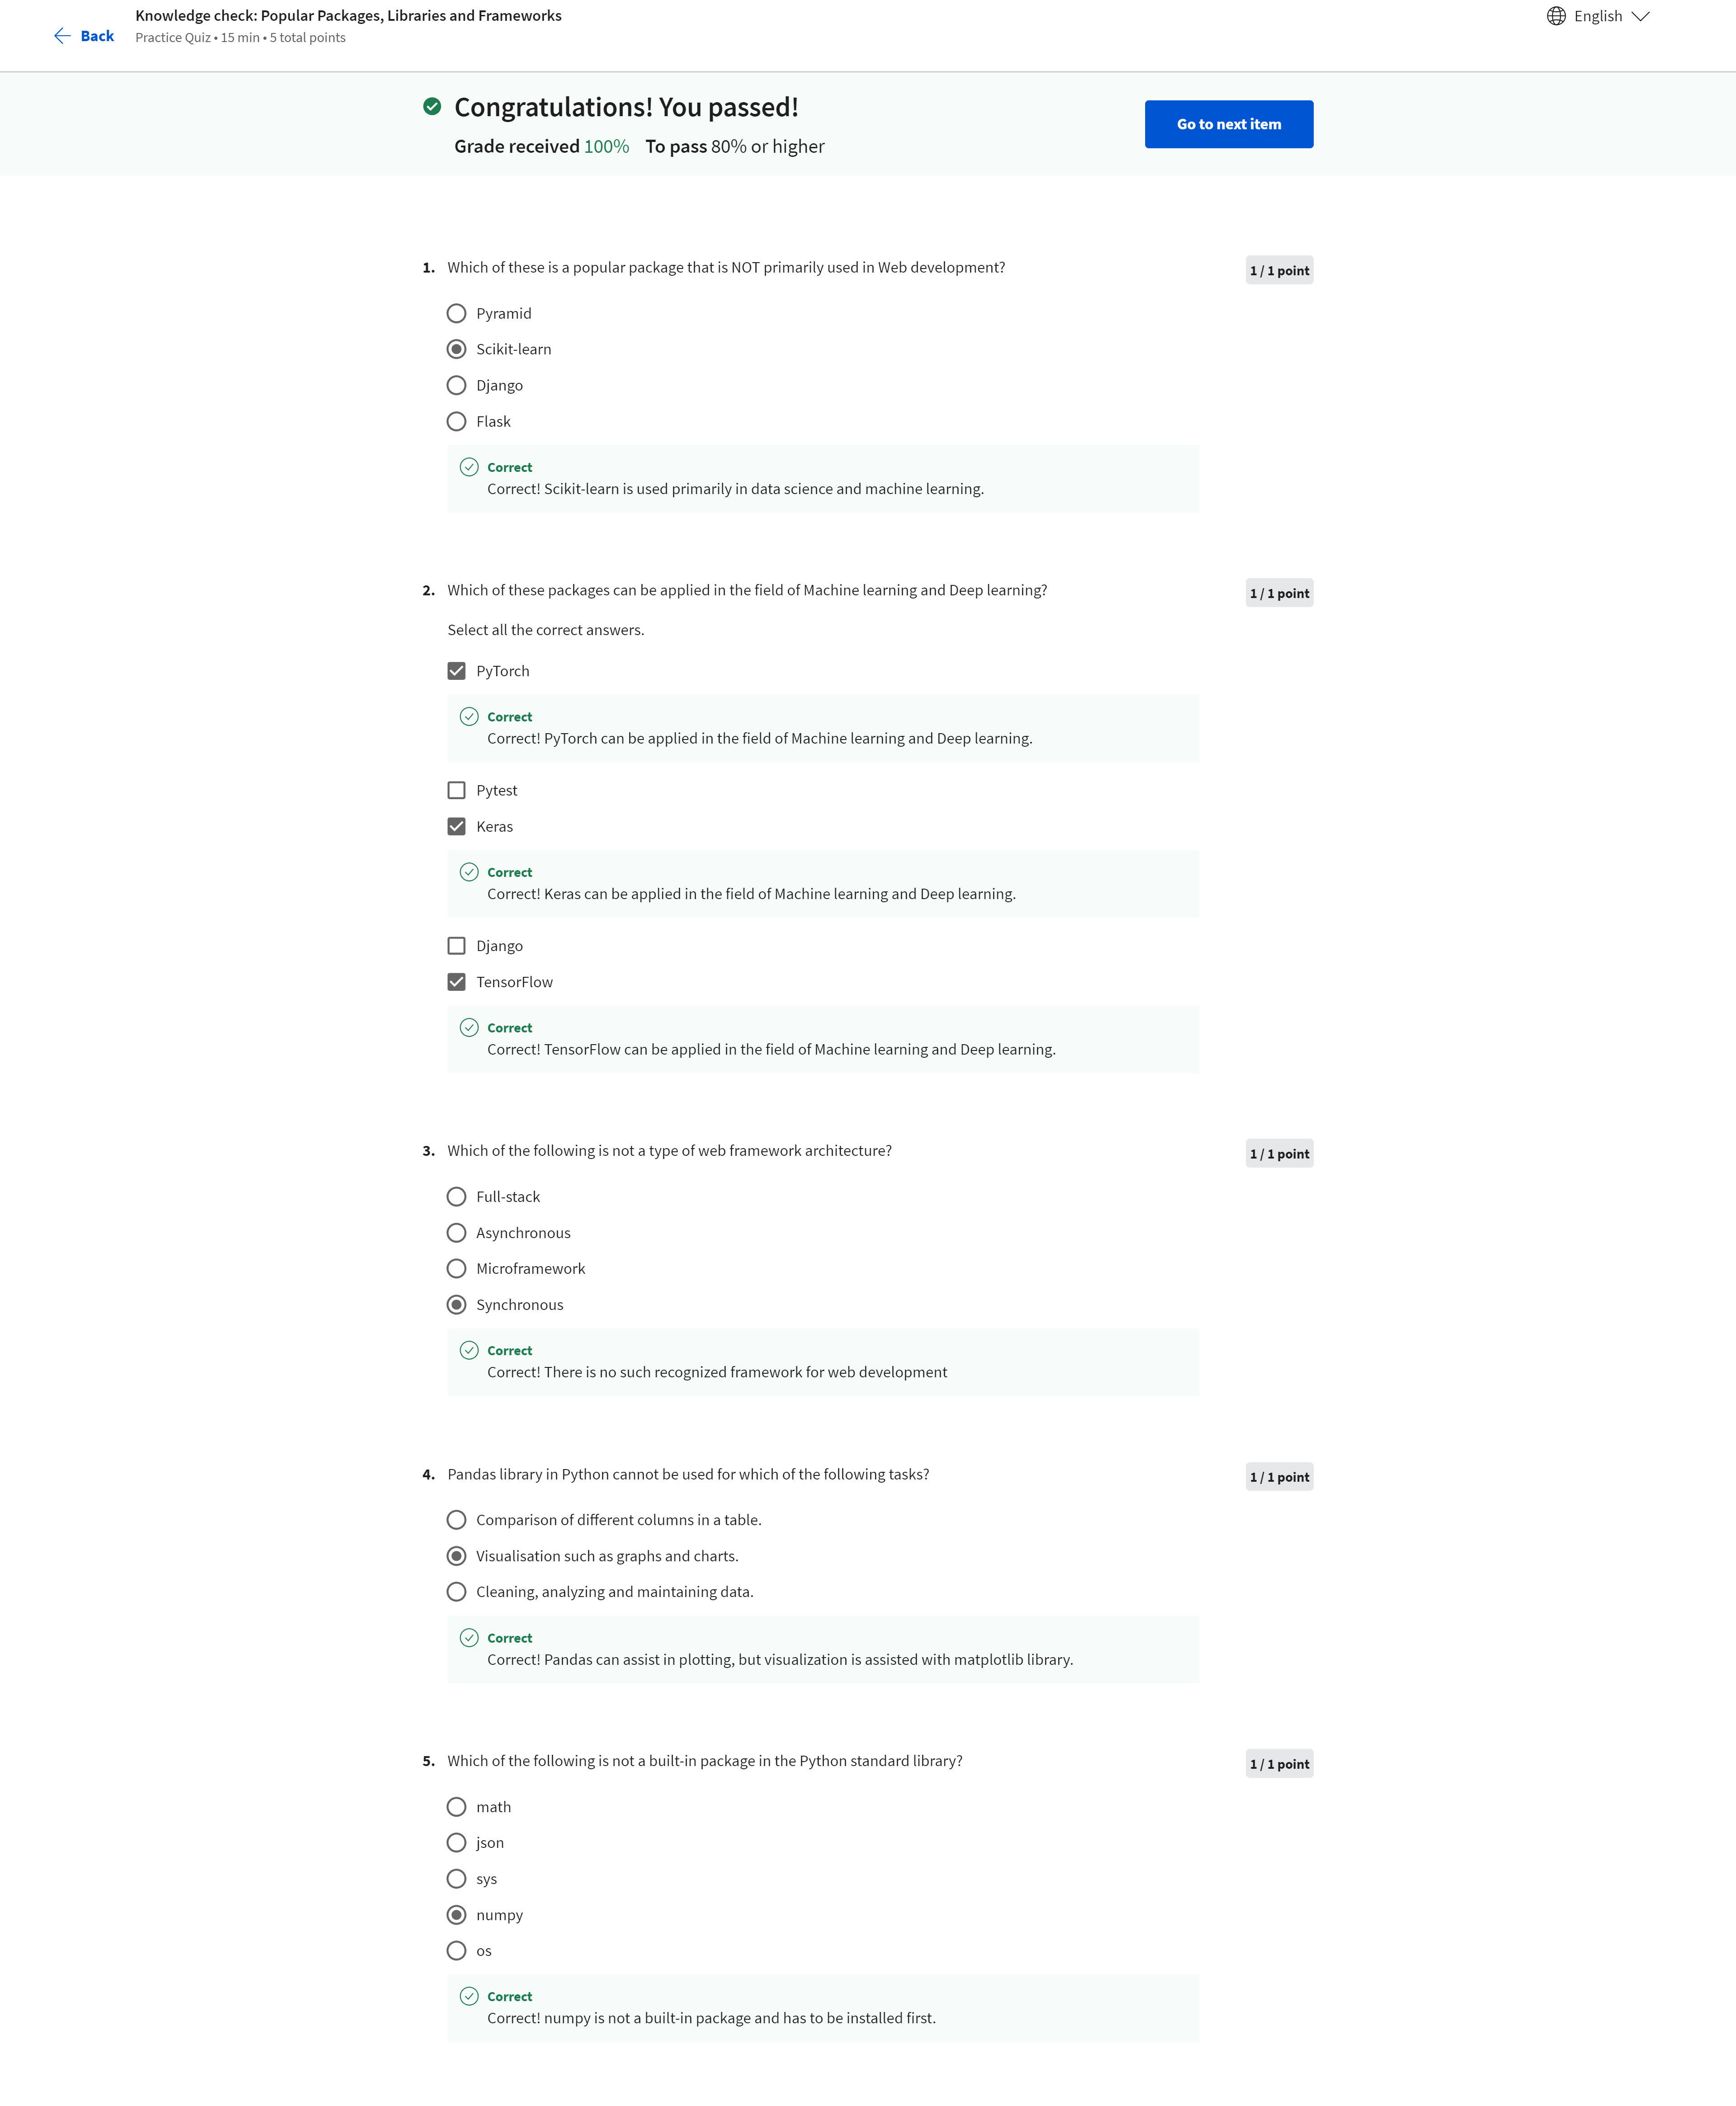 Back
Knowledge check: Popular Packages, Libraries and Frameworks
Practice Quiz • 15 min • 5 total points
English
Congratulations! You passed!
Grade received 100% To pass 80% or higher
Go to next item
1. Which of these is a popular package that is NOT primarily used in Web development?
1 / 1 point
Pyramid
Scikit-learn
Django
Flask
Correct
Correct! Scikit-learn is used primarily in data science and machine learning.
2. Which of these packages can be applied in the field of Machine learning and Deep learning?
1 / 1 point
Select all the correct answers.
PyTorch
Correct
Correct! PyTorch can be applied in the field of Machine learning and Deep learning.
Pytest
Keras
Correct
Correct! Keras can be applied in the field of Machine learning and Deep learning.
Django
TensorFlow
Correct
Correct! TensorFlow can be applied in the field of Machine learning and Deep learning.
3. Which of the following is not a type of web framework architecture?
1 / 1 point
Full-stack
Asynchronous
Microframework
Synchronous
Correct
Correct! There is no such recognized framework for web development
4. Pandas library in Python cannot be used for which of the following tasks?
1 / 1 point
Comparison of different columns in a table.
Visualisation such as graphs and charts.
Cleaning, analyzing and maintaining data.
Correct
Correct! Pandas can assist in plotting, but visualization is assisted with matplotlib library.
5. Which of the following is not a built-in package in the Python standard library?
1 / 1 point
math
json
sys
numpy
os
Correct
Correct! numpy is not a built-in package and has to be installed first.